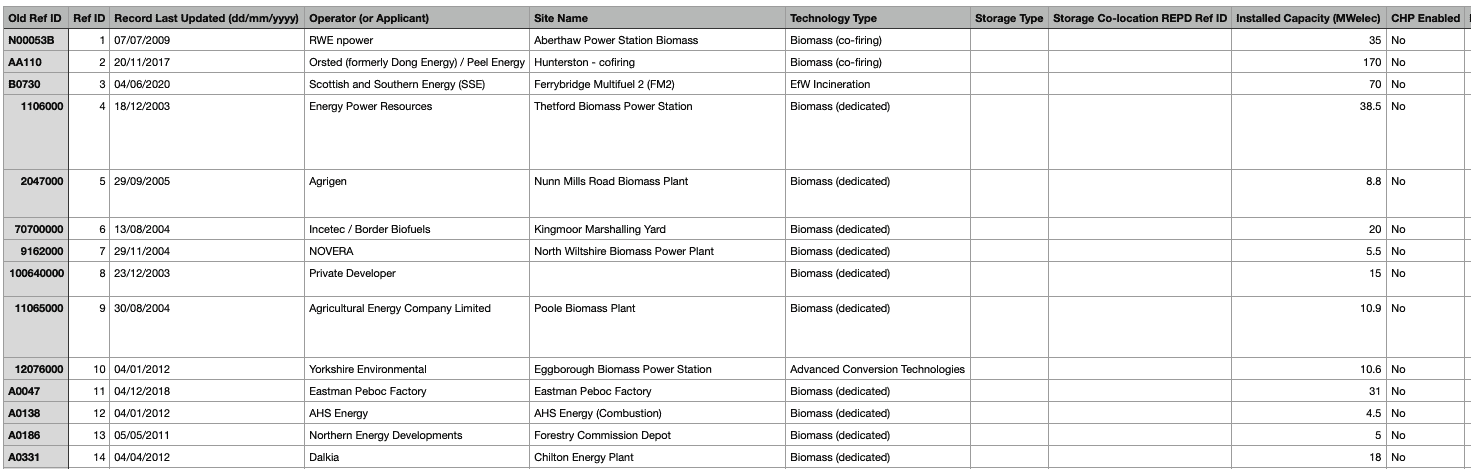 Old Ref ID Ref ID Record Last Updated (dd/mm/yyyy) Operator (or Applicant) Site Name Technology Type Storage Type Storage Co-location REPD Ref ID Installed Capacity (MWelec) CHP Enabled
N00053B 1 07/07/2009 RWE npower Aberthaw Power Station Biomass Biomass (co-firing) 35 No
AA110 2 20/11/2017 Orsted (formerly Dong Energy) / Peel Energy Hunterston - cofiring Biomass (co-firing) 170 No
B0730 3 04/06/2020 Scottish and Southern Energy (SSE) Ferrybridge Multifuel 2 (FM2) EfW Incineration 70 No
1106000 4 18/12/2003 Energy Power Resources Thetford Biomass Power Station Biomass (dedicated) 38.5 No
2047000 5 29/09/2005 Agrigen Nunn Mills Road Biomass Plant Biomass (dedicated) 8.8 No
70700000 6 13/08/2004 Incetec / Border Biofuels Kingmoor Marshalling Yard Biomass (dedicated) 20 No
9162000 7 29/11/2004 NOVERA North Wiltshire Biomass Power Plant Biomass (dedicated) 5.5 No
100640000 8 23/12/2003 Private Developer Biomass (dedicated) 15 No
11065000 9 30/08/2004 Agricultural Energy Company Limited Poole Biomass Plant Biomass (dedicated) 10.9 No
12076000 10 04/01/2012 Yorkshire Environmental Eggborough Biomass Power Station Advanced Conversion Technologies 10.6 No
A0047 11 04/12/2018 Eastman Peboc Factory Eastman Peboc Factory Biomass (dedicated) 31 No
A0138 12 04/01/2012 AHS Energy AHS Energy (Combustion) Biomass (dedicated) 4.5 No
A0186 13 05/05/2011 Northern Energy Developments Forestry Commission Depot Biomass (dedicated) 5 No
A0331 14 04/04/2012 Dalkia Chilton Energy Plant Biomass (dedicated) 18 No